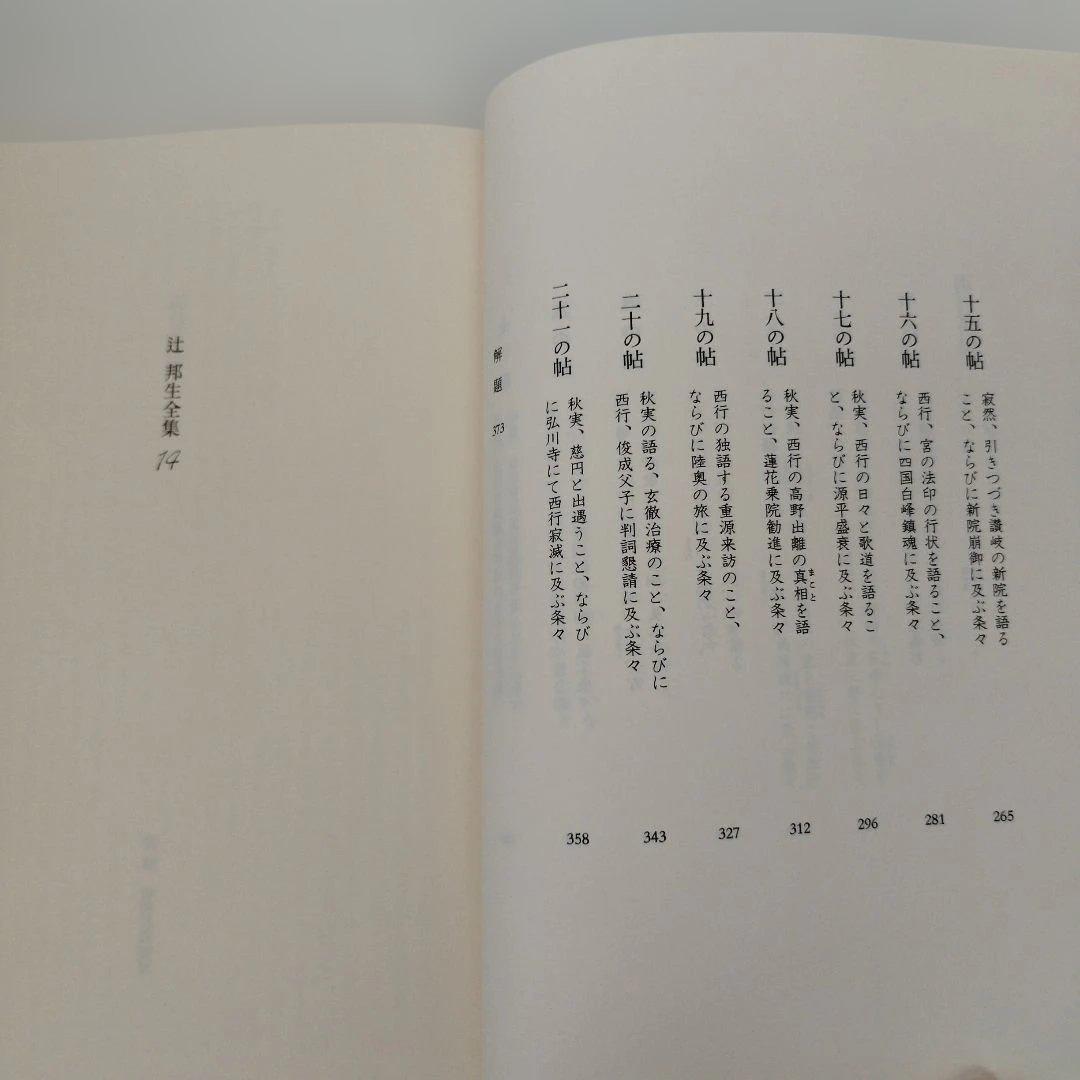 十五の帖
寂然、引きつづき讃岐の新院を語る
こと、ならびに新院崩御に及ぶ条々
265
十六の帖
西行、宮の法印の行状を語ること、
ならびに四国白峰鎮魂に及ぶ条々
281
十七の帖
秋実、西行の日々と歌道を語るこ
と、ならびに源平盛衰に及ぶ条々
296
十八の帖
秋実、西行の高野出離の真相を語
まこと
ること、蓮花乗院勧進に及ぶ条々
312
十九の帖
西行の独語する重源来訪のこと、
ならびに陸奥の旅に及ぶ条々
327
二十の帖
秋実の語る、玄徹治療のこと、ならびに
西行、俊成父子に判詞懇請に及ぶ条々
343
二十一の帖
秋実、慈円と出遇うこと、ならび
に弘川寺にて西行寂滅に及ぶ条々
358
解題 373
辻 邦生全集
14